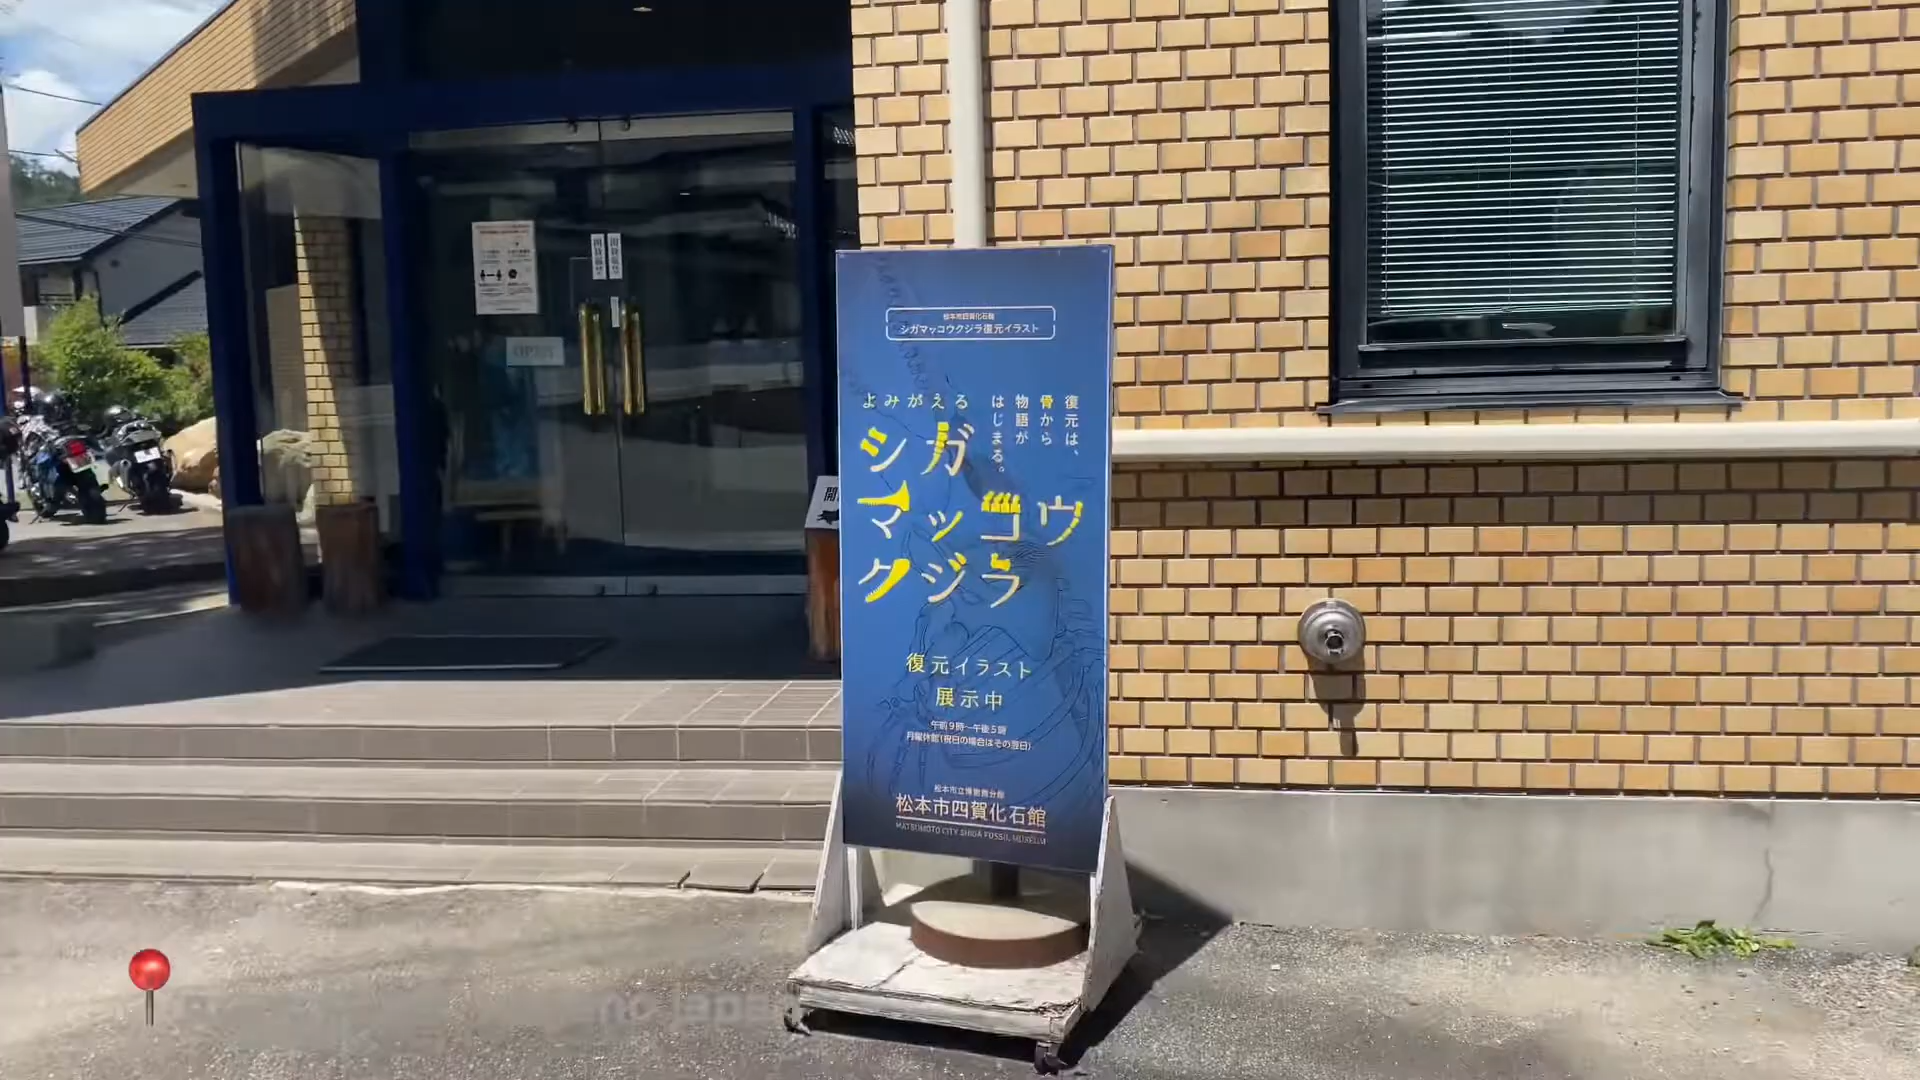 松本市四賀化石館
シガマッコウクジラ復元イラスト
復元は、
骨から
物語が
はじまる。
よみがえる
シガ
マッコウ
クジラ
復元イラスト
展示中
午前9時〜午後5時
月曜休館(祝日の場合はその翌日)
松本市立博物館分館
松本市四賀化石館
MATSUMOTO CITY SHIGA FOSSIL MUSEUM
OPEN
開